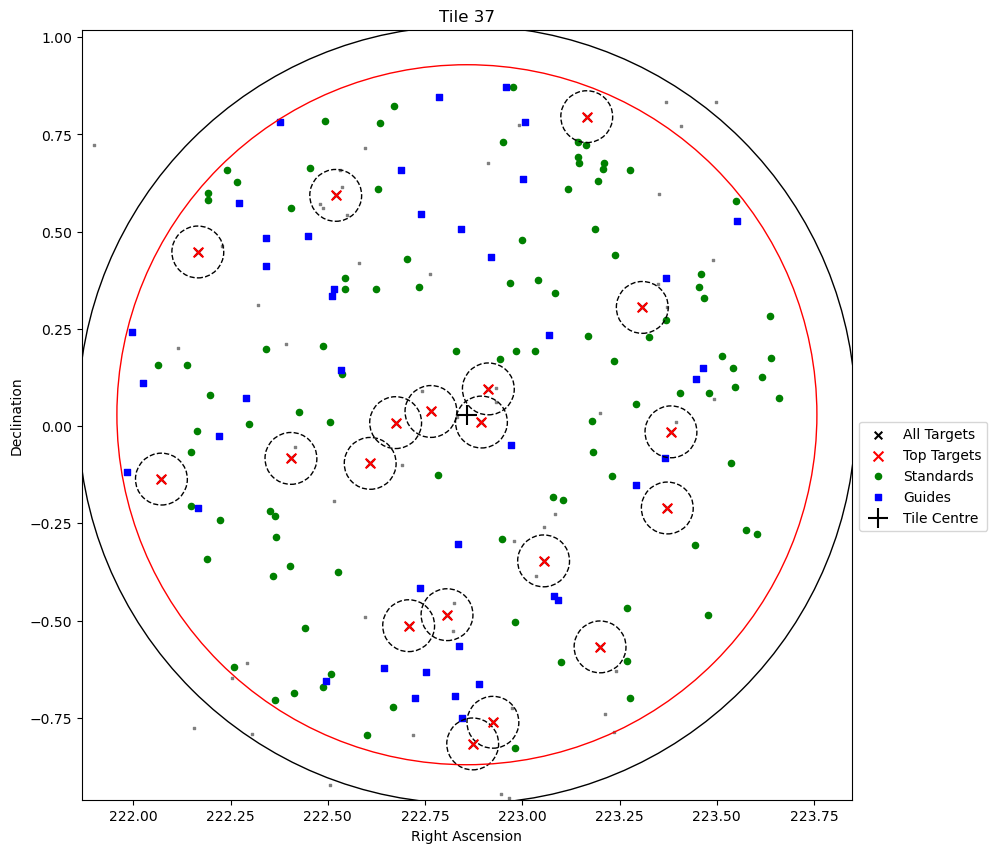 Tile 37
1.00
0.75
0.50
0.25
0.00
−0.25
−0.50
−0.75
Declination
222.00 222.25 222.50 222.75 223.00 223.25 223.50 223.75
Right Ascension
All Targets
Top Targets
Standards
Guides
Tile Centre